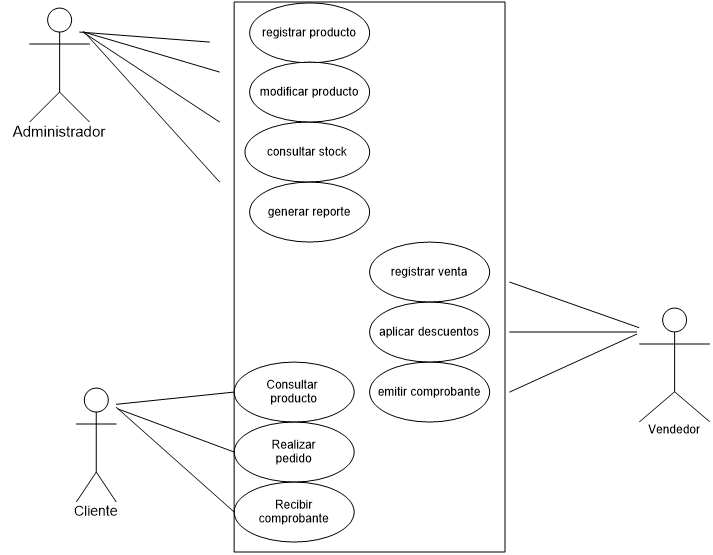 registrar producto
modificar producto
Administrador
consultar stock
generar reporte
registrar venta
aplicar descuentos
Consultar
producto
emitir comprobante
Vendedor
Realizar
pedido
Cliente
Recibir
comprobante